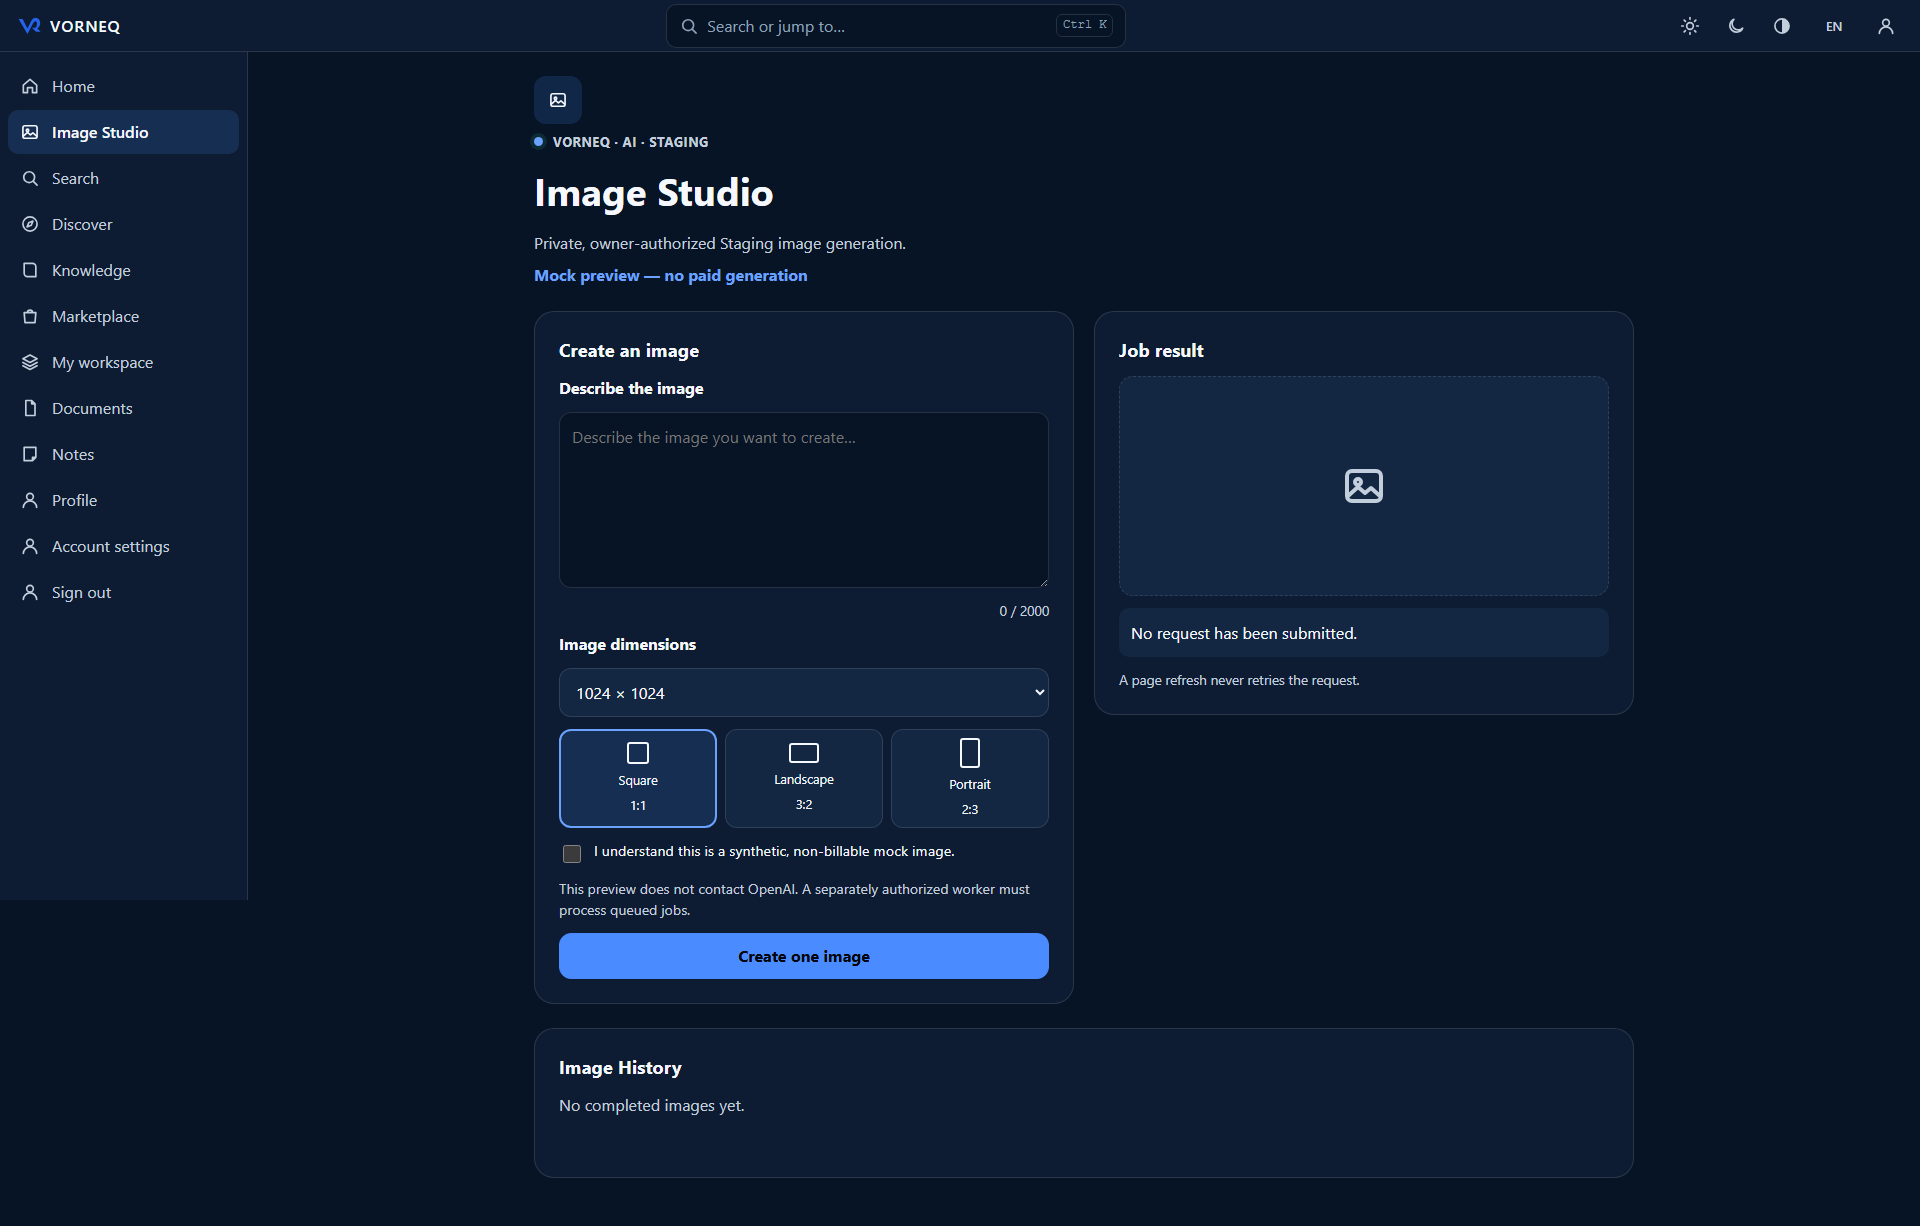 VORNEQ
Search or jump to...
Ctrl K
EN
Home
Image Studio
Search
Discover
Knowledge
Marketplace
My workspace
Documents
Notes
Profile
Account settings
Sign out
VORNEQ · AI · STAGING
Image Studio
Private, owner-authorized Staging image generation.
Mock preview — no paid generation
Create an image
Describe the image
Describe the image you want to create...
0 / 2000
Image dimensions
1024 × 1024
Square
1:1
Landscape
3:2
Portrait
2:3
I understand this is a synthetic, non-billable mock image.
This preview does not contact OpenAI. A separately authorized worker must
process queued jobs.
Create one image
Job result
No request has been submitted.
A page refresh never retries the request.
Image History
No completed images yet.